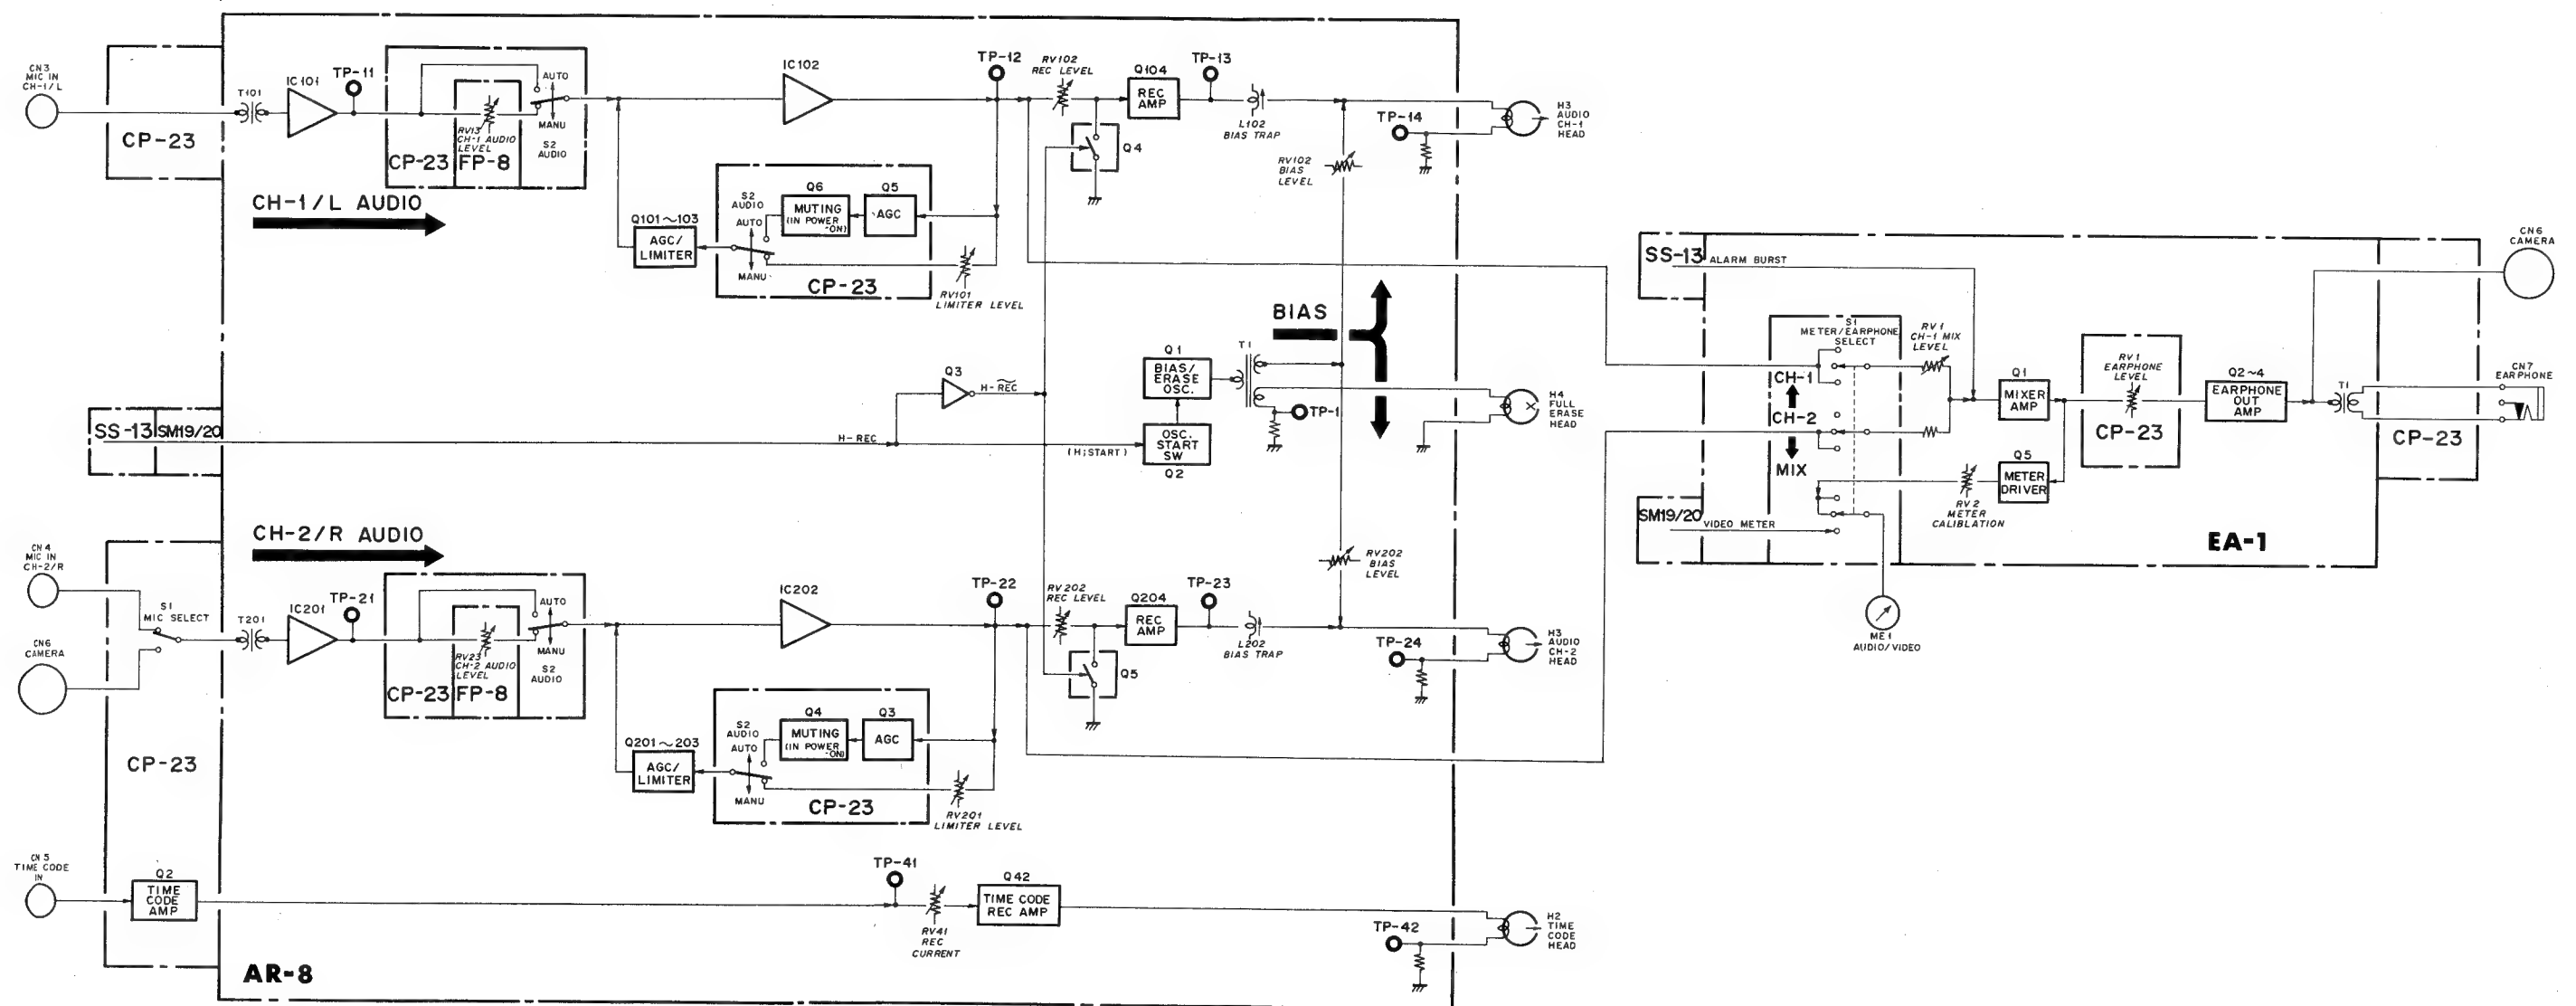 CN3
MIC IN
CH-1/L
CP-23
T101
IC101
TP-11
RV13
CH-1 AUDIO
LEVEL
CP-23
FP-8
AUTO
MANU
S2
AUDIO
CH-1/L AUDIO
IC102
TP-12
RV102
REC LEVEL
Q104
REC
AMP
TP-13
L102
BIAS TRAP
Q4
TP-14
H3
AUDIO
CH-1
HEAD
RV102
BIAS
LEVEL
Q101~103
AGC/
LIMITER
S2
AUDIO
AUTO
MANU
Q6
MUTING
(IN POWER
-ON)
Q5
AGC
CP-23
RV101
LIMITER LEVEL
BIAS
Q1
BIAS/
ERASE
OSC.
T1
TP-1
H4
FULL
ERASE
HEAD
Q3
H-REC
SS-13
SM19/20
H-REC
(H;START)
OSC.
START
SW
Q2
CH-2/R AUDIO
CN4
MIC IN
CH-2/R
CN6
CAMERA
S1
MIC SELECT
CP-23
T201
IC201
TP-21
RV23
CH-2 AUDIO
LEVEL
CP-23
FP-8
AUTO
MANU
S2
AUDIO
IC202
TP-22
RV202
REC LEVEL
Q204
REC
AMP
TP-23
L202
BIAS TRAP
Q5
RV202
BIAS
LEVEL
TP-24
H3
AUDIO
CH-2
HEAD
Q201~203
AGC/
LIMITER
S2
AUDIO
AUTO
MANU
Q4
MUTING
(IN POWER
-ON)
Q3
AGC
CP-23
RV201
LIMITER LEVEL
CN5
TIME CODE
IN
Q2
TIME
CODE
AMP
TP-41
RV41
REC
CURRENT
Q42
TIME CODE
REC AMP
TP-42
H2
TIME
CODE
HEAD
AR-8
SS-13
ALARM BURST
S1
METER/EARPHONE
SELECT
CH-1
CH-2
MIX
RV1
CH-1 MIX
LEVEL
Q1
MIXER
AMP
RV1
EARPHONE
LEVEL
CP-23
Q2~4
EARPHONE
OUT
AMP
T1
CP-23
CN6
CAMERA
CN7
EARPHONE
Q5
METER
DRIVER
RV2
METER
CALIBLATION
SM19/20
VIDEO METER
EA-1
ME1
AUDIO/VIDEO